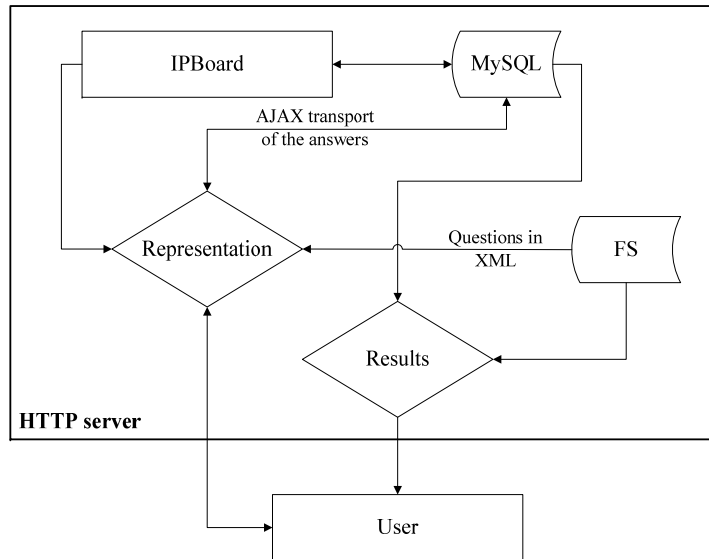 IPBoard
MySQL
AJAX transport
of the answers
Representation
Questions in
XML
FS
Results
HTTP server
User